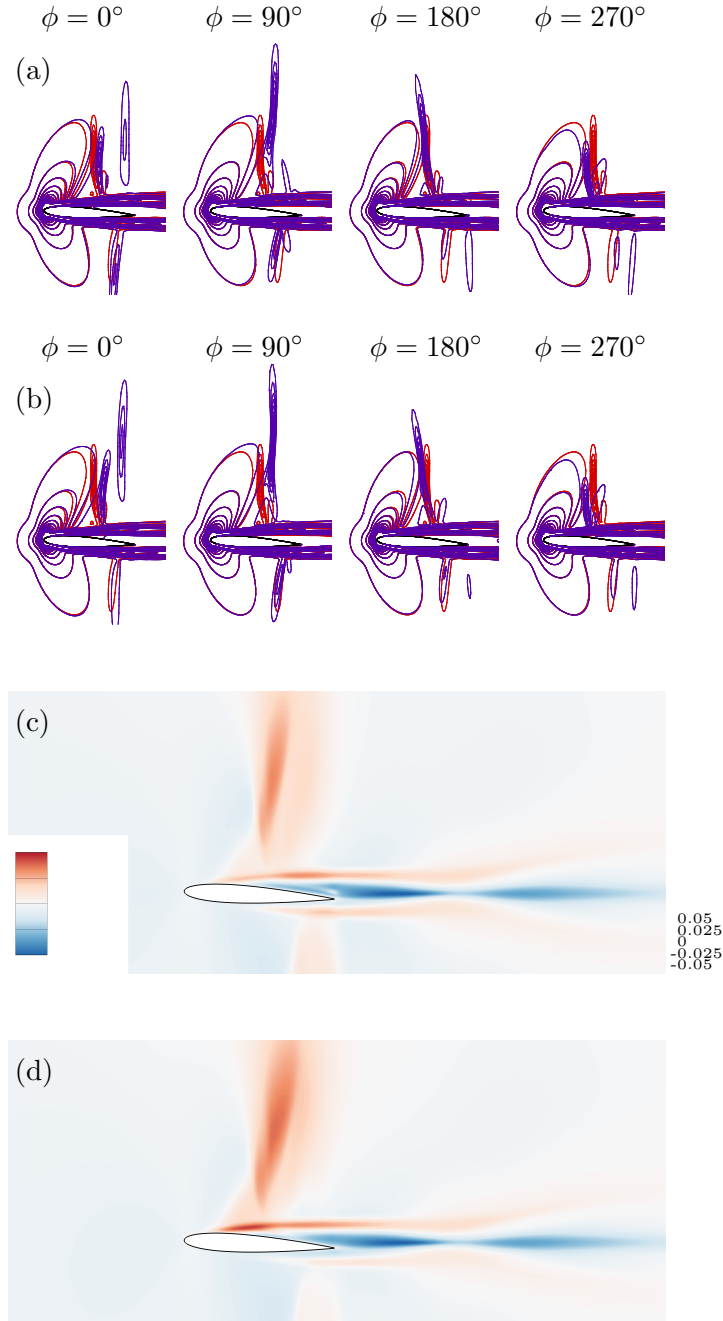 ϕ = 0° ϕ = 90° ϕ = 180° ϕ = 270°
(a)
ϕ = 0° ϕ = 90° ϕ = 180° ϕ = 270°
(b)
(c)
0.05
0.025
0
-0.025
-0.05
(d)